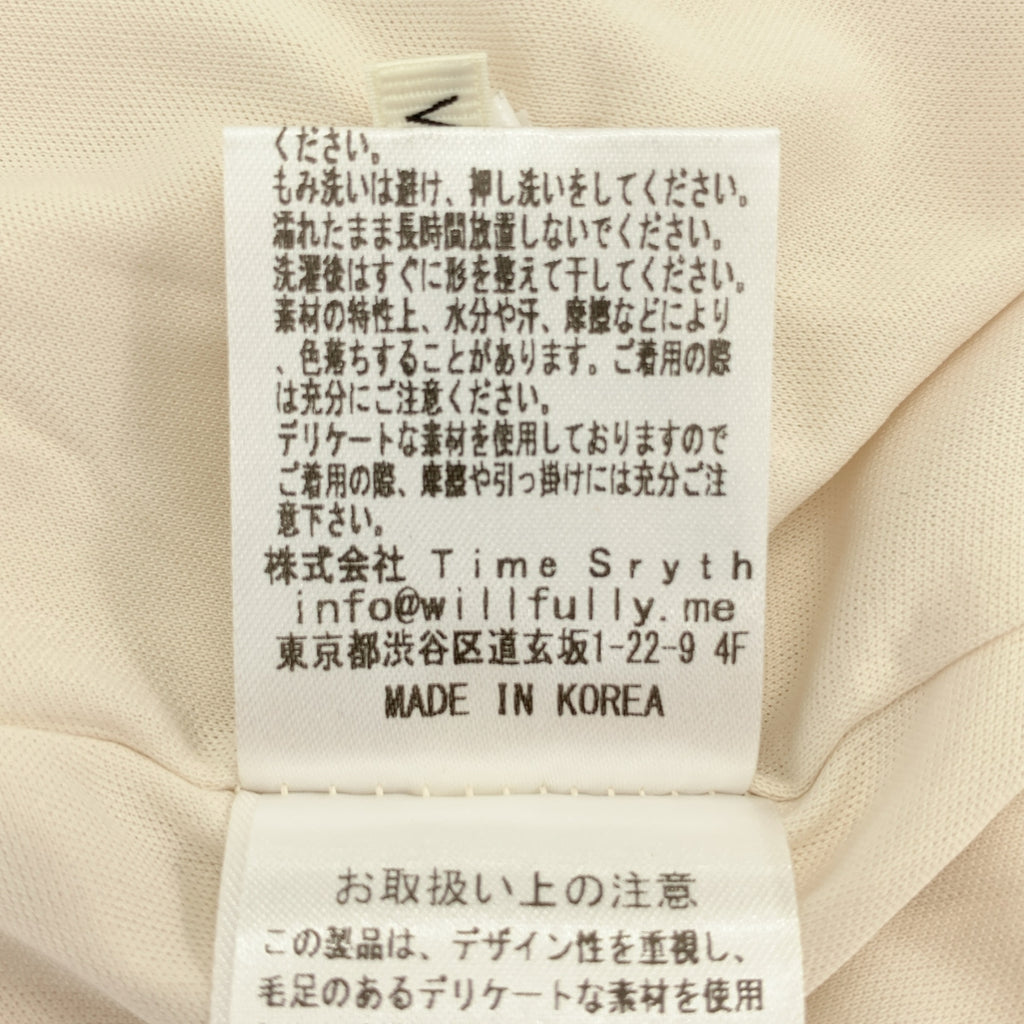 ください。
もみ洗いは避け、押し洗いをしてください。
濡れたまま長時間放置しないでください。
洗濯後はすぐに形を整えて干してください。
素材の特性上、水分や汗、摩擦などにより
、色落ちすることがあります。ご着用の際
は充分にご注意ください。
デリケートな素材を使用しておりますので
ご着用の際、摩擦や引っ掛けには充分ご注
意下さい。
株式会社 Time Sryth
info@willfully.me
東京都渋谷区道玄坂1-22-9 4F
MADE IN KOREA
お取扱い上の注意
この製品は、デザイン性を重視し、
毛足のあるデリケートな素材を使用